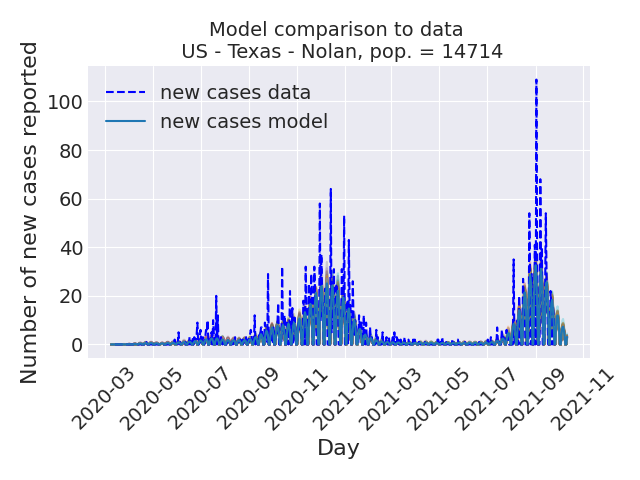 Model comparison to data
US - Texas - Nolan, pop. = 14714
Number of new cases reported
new cases data
new cases model
100
80
60
40
20
0
2020-03
2020-05
2020-07
2020-09
2020-11
2021-01
2021-03
2021-05
2021-07
2021-09
2021-11
Day